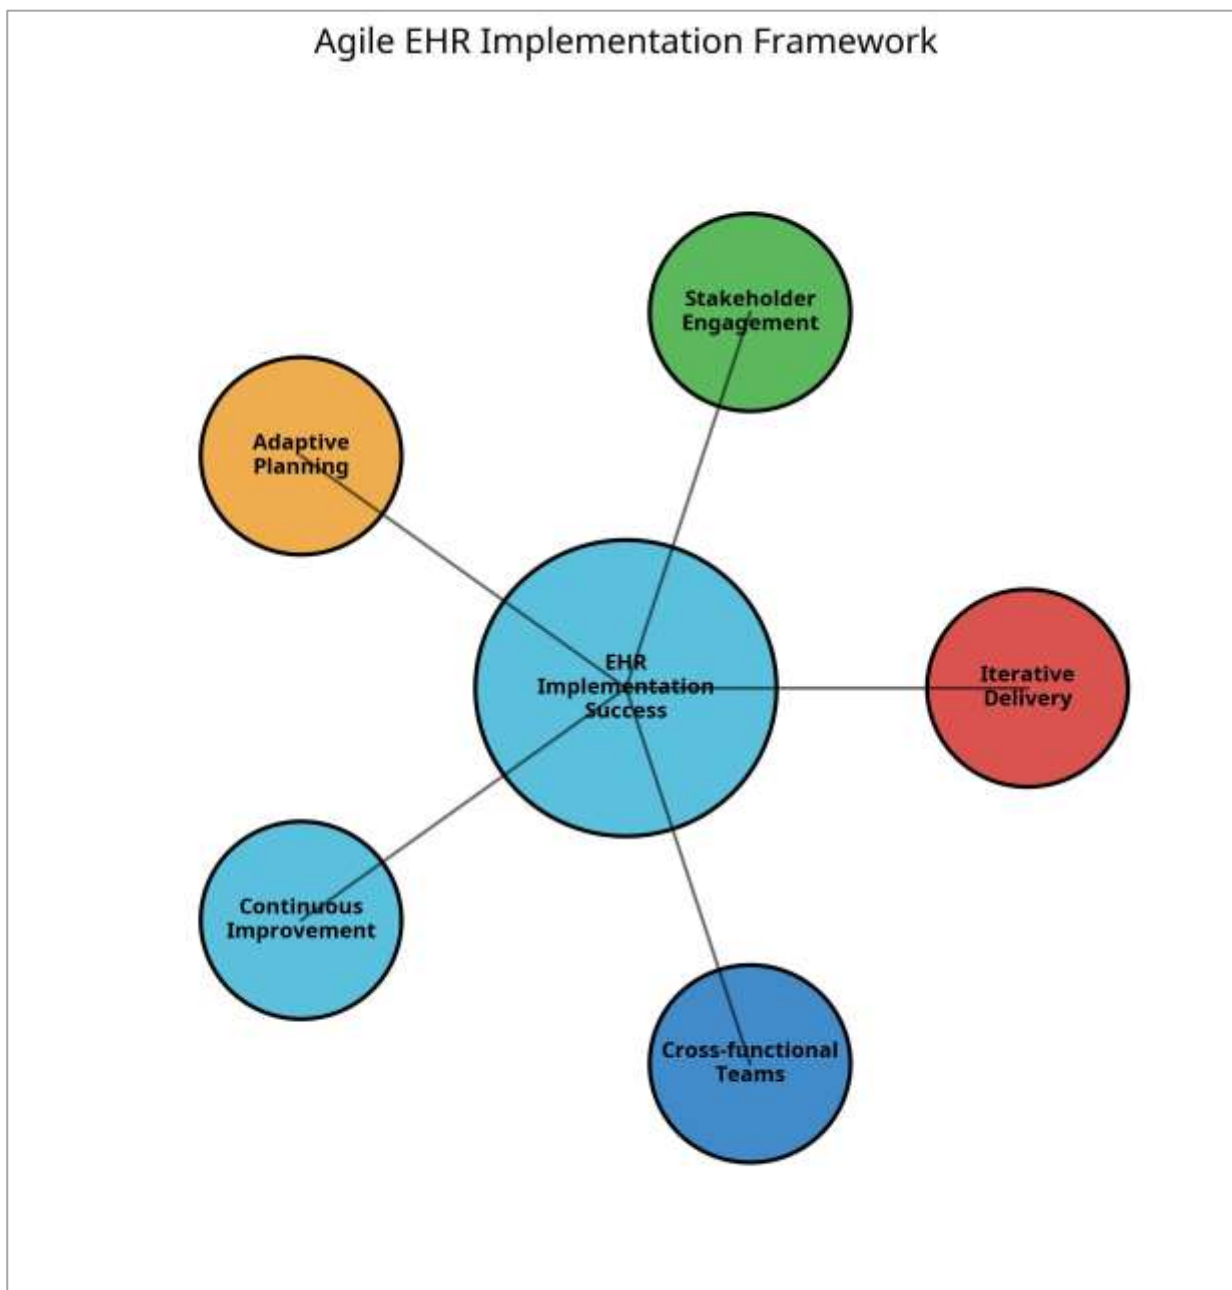 Agile EHR Implementation Framework
Stakeholder
Engagement
Adaptive
Planning
EHR
Implementation
Success
Iterative
Delivery
Continuous
Improvement
Cross-functional
Teams